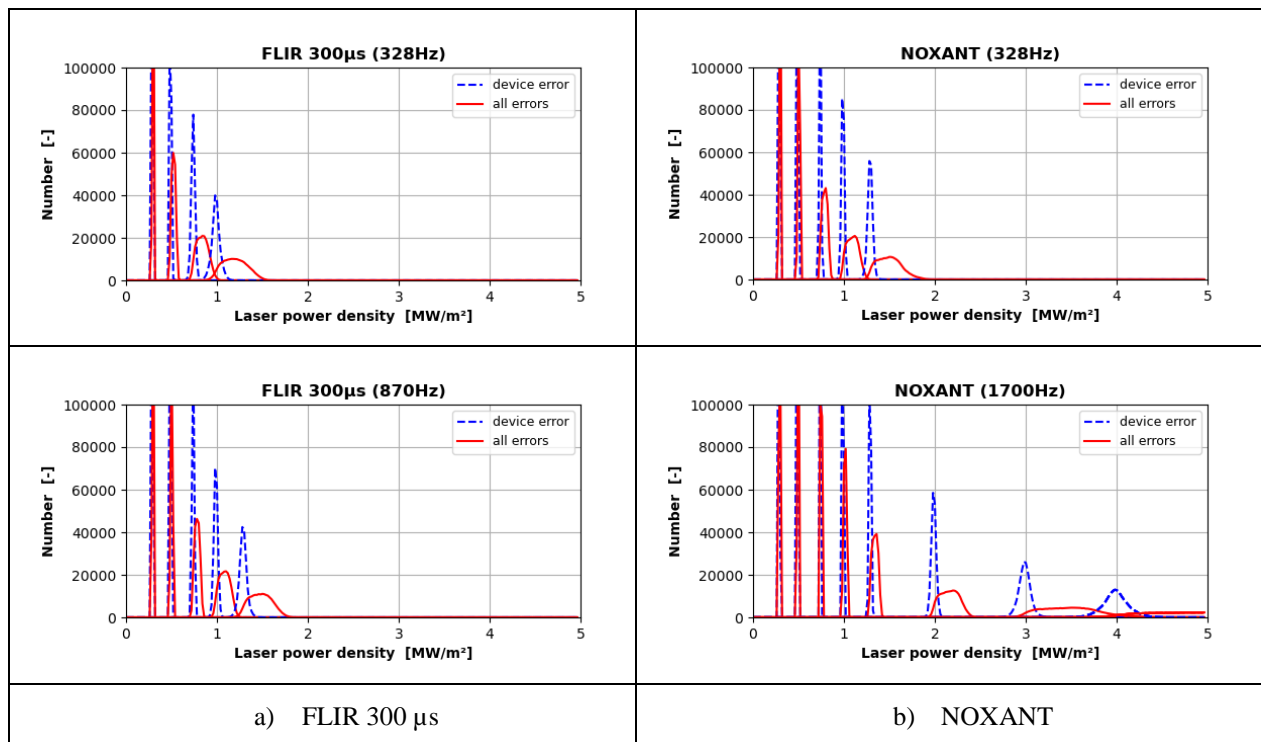 FLIR 300µs (328Hz)
100000
80000
60000
40000
20000
0
Number [-]
device error
all errors
0 1 2 3 4 5
Laser power density [MW/m²]
NOXANT (328Hz)
100000
80000
60000
40000
20000
0
Number [-]
device error
all errors
0 1 2 3 4 5
Laser power density [MW/m²]
FLIR 300µs (870Hz)
100000
80000
60000
40000
20000
0
Number [-]
device error
all errors
0 1 2 3 4 5
Laser power density [MW/m²]
NOXANT (1700Hz)
100000
80000
60000
40000
20000
0
Number [-]
device error
all errors
0 1 2 3 4 5
Laser power density [MW/m²]
a) FLIR 300 µs
b) NOXANT